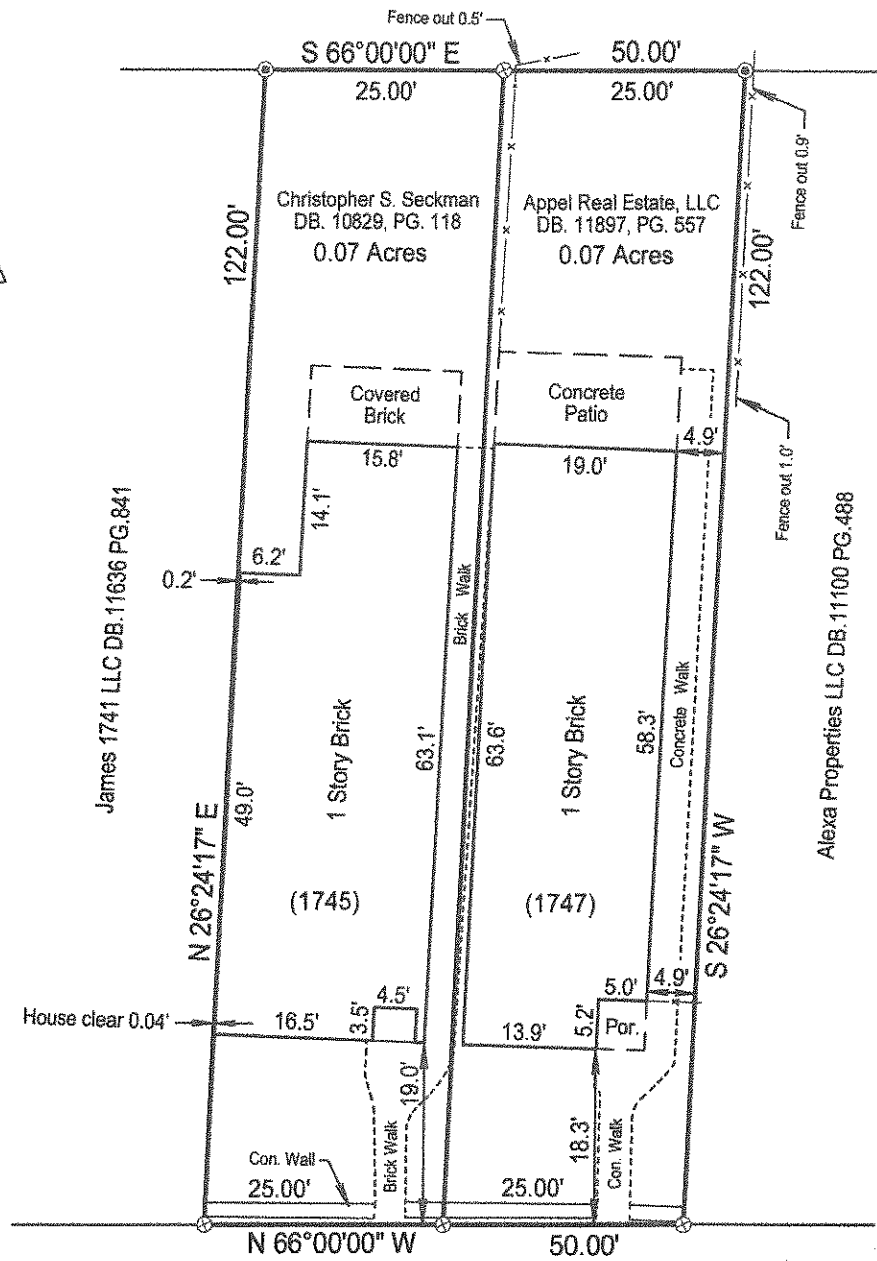 Fence out 0.5'
S 66°00'00" E
50.00'
25.00'
25.00'
Fence out 0.9'
Christopher S. Seckman
DB. 10829, PG. 118
0.07 Acres
Appel Real Estate, LLC
DB. 11897, PG. 557
0.07 Acres
122.00'
122.00'
Covered
Brick
Concrete
Patio
4.9'
15.8'
19.0'
Fence out 1.0'
14.1'
6.2'
0.2'
James 1741 LLC DB.11636 PG.841
Alexa Properties LLC DB.11100 PG.488
Brick Walk
1 Story Brick
63.1'
63.6'
1 Story Brick
58.3'
Concrete Walk
49.0'
N 26°24'17" E
S 26°24'17" W
(1745)
(1747)
4.5'
5.0'
4.9'
House clear 0.04'
16.5'
3.5'
13.9'
5.2'
Por.
19.0'
18.3'
Brick Walk
Con. Walk
Con. Wall
25.00'
25.00'
N 66°00'00" W
50.00'